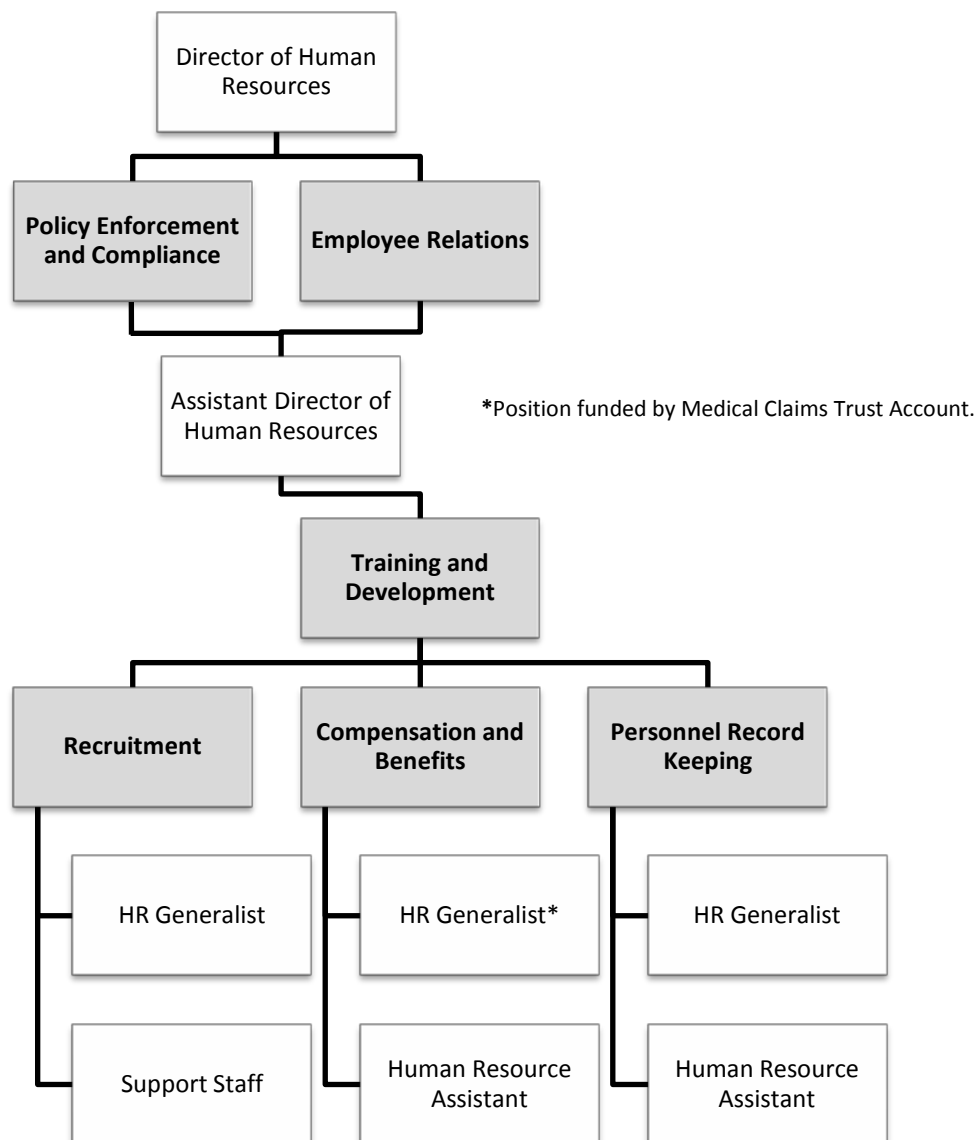 Director of Human
Resources
Policy Enforcement
and Compliance
Employee Relations
Assistant Director of
Human Resources
*Position funded by Medical Claims Trust Account.
Training and
Development
Recruitment
Compensation and
Benefits
Personnel Record
Keeping
HR Generalist
HR Generalist*
HR Generalist
Support Staff
Human Resource
Assistant
Human Resource
Assistant